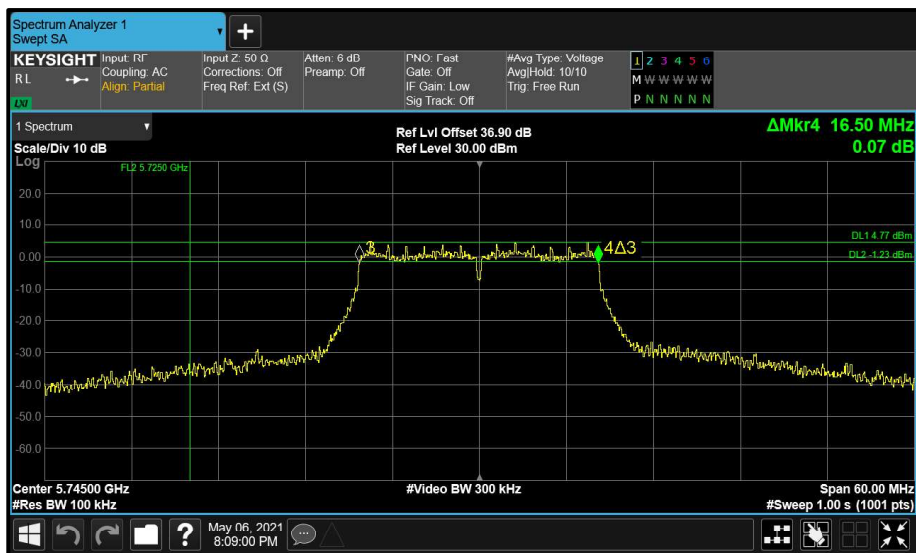 Spectrum Analyzer 1
Swept SA
+
KEYSIGHT
RL
LXI
Input: RF
Coupling: AC
Align: Partial
Input Z: 50 Ω
Corrections: Off
Freq Ref: Ext (S)
Atten: 6 dB
Preamp: Off
PNO: Fast
Gate: Off
IF Gain: Low
Sig Track: Off
#Avg Type: Voltage
Avg|Hold: 10/10
Trig: Free Run
1 2 3 4 5 6
M W W W W W
P N N N N N
1 Spectrum
Scale/Div 10 dB
Ref Lvl Offset 36.90 dB
Ref Level 30.00 dBm
ΔMkr4 16.50 MHz
0.07 dB
Log
FL2 5.7250 GHz
20.0
10.0
0.00
-10.0
-20.0
-30.0
-40.0
-50.0
-60.0
3
4Δ3
DL1 4.77 dBm
DL2 -1.23 dBm
Center 5.74500 GHz
#Video BW 300 kHz
Span 60.00 MHz
#Res BW 100 kHz
#Sweep 1.00 s (1001 pts)
?
May 06, 2021
8:09:00 PM